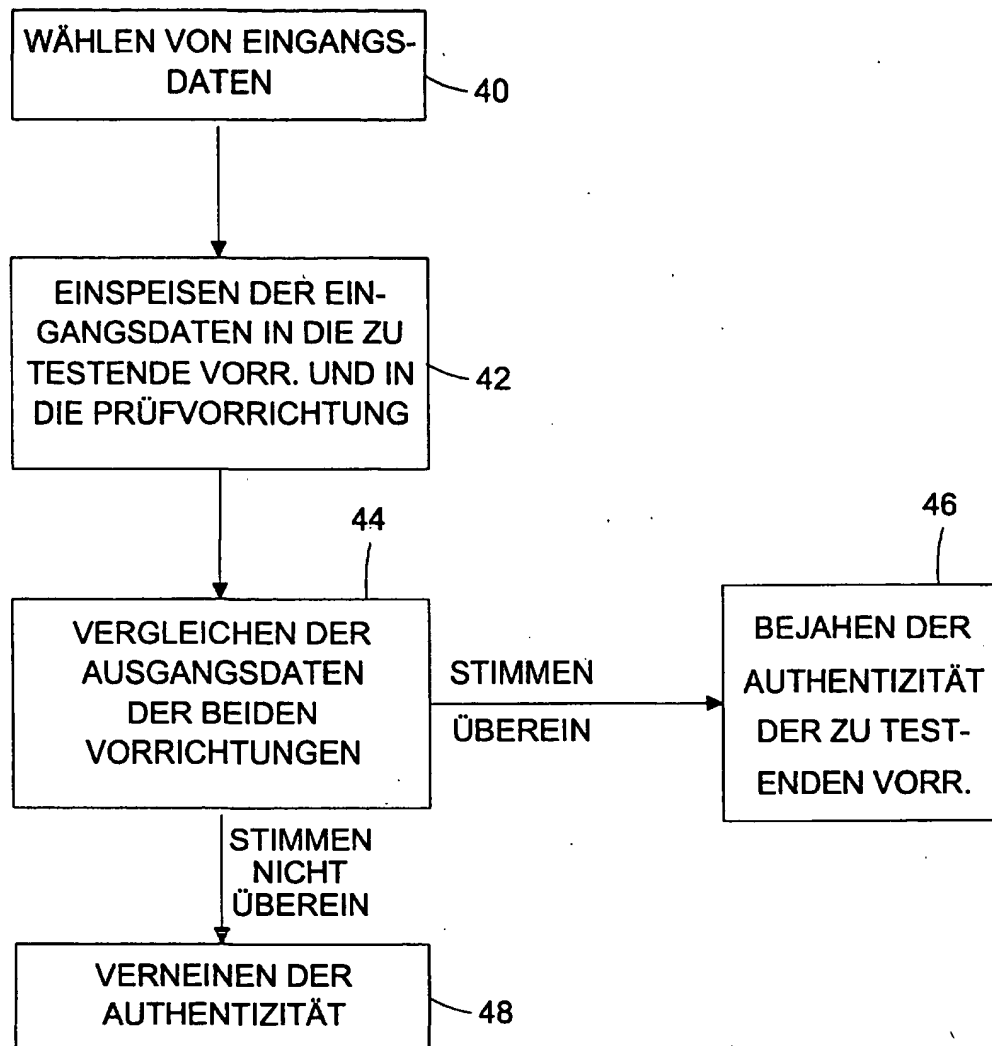 WÄHLEN VON EINGANGS-
DATEN
40
EINSPEISEN DER EIN-
GANGSDATEN IN DIE ZU
TESTENDE VORR. UND IN
DIE PRÜFVORRICHTUNG
42
44
VERGLEICHEN DER
AUSGANGSDATEN
DER BEIDEN
VORRICHTUNGEN
STIMMEN
ÜBEREIN
46
BEJAHEN DER
AUTHENTIZITÄT
DER ZU TEST-
ENDEN VORR.
STIMMEN
NICHT
ÜBEREIN
VERNEINEN DER
AUTHENTIZITÄT
48